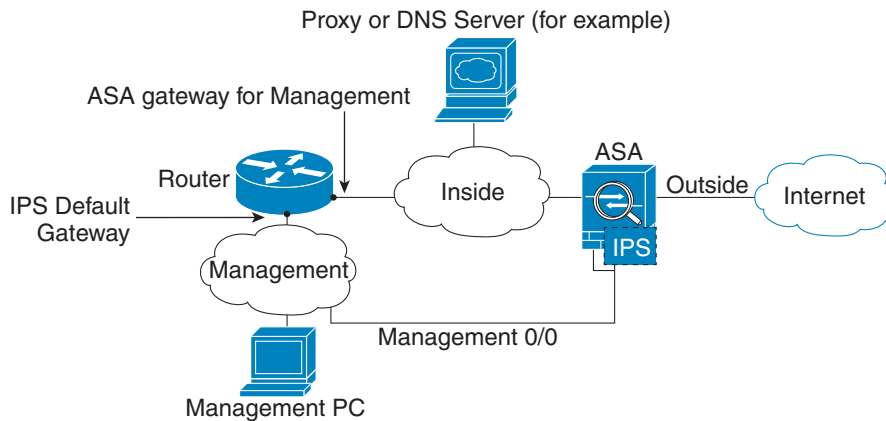 Proxy or DNS Server (for example)
ASA gateway for Management
ASA
Router
Inside
Outside
Internet
IPS Default
Gateway
IPS
Management
Management 0/0
Management PC